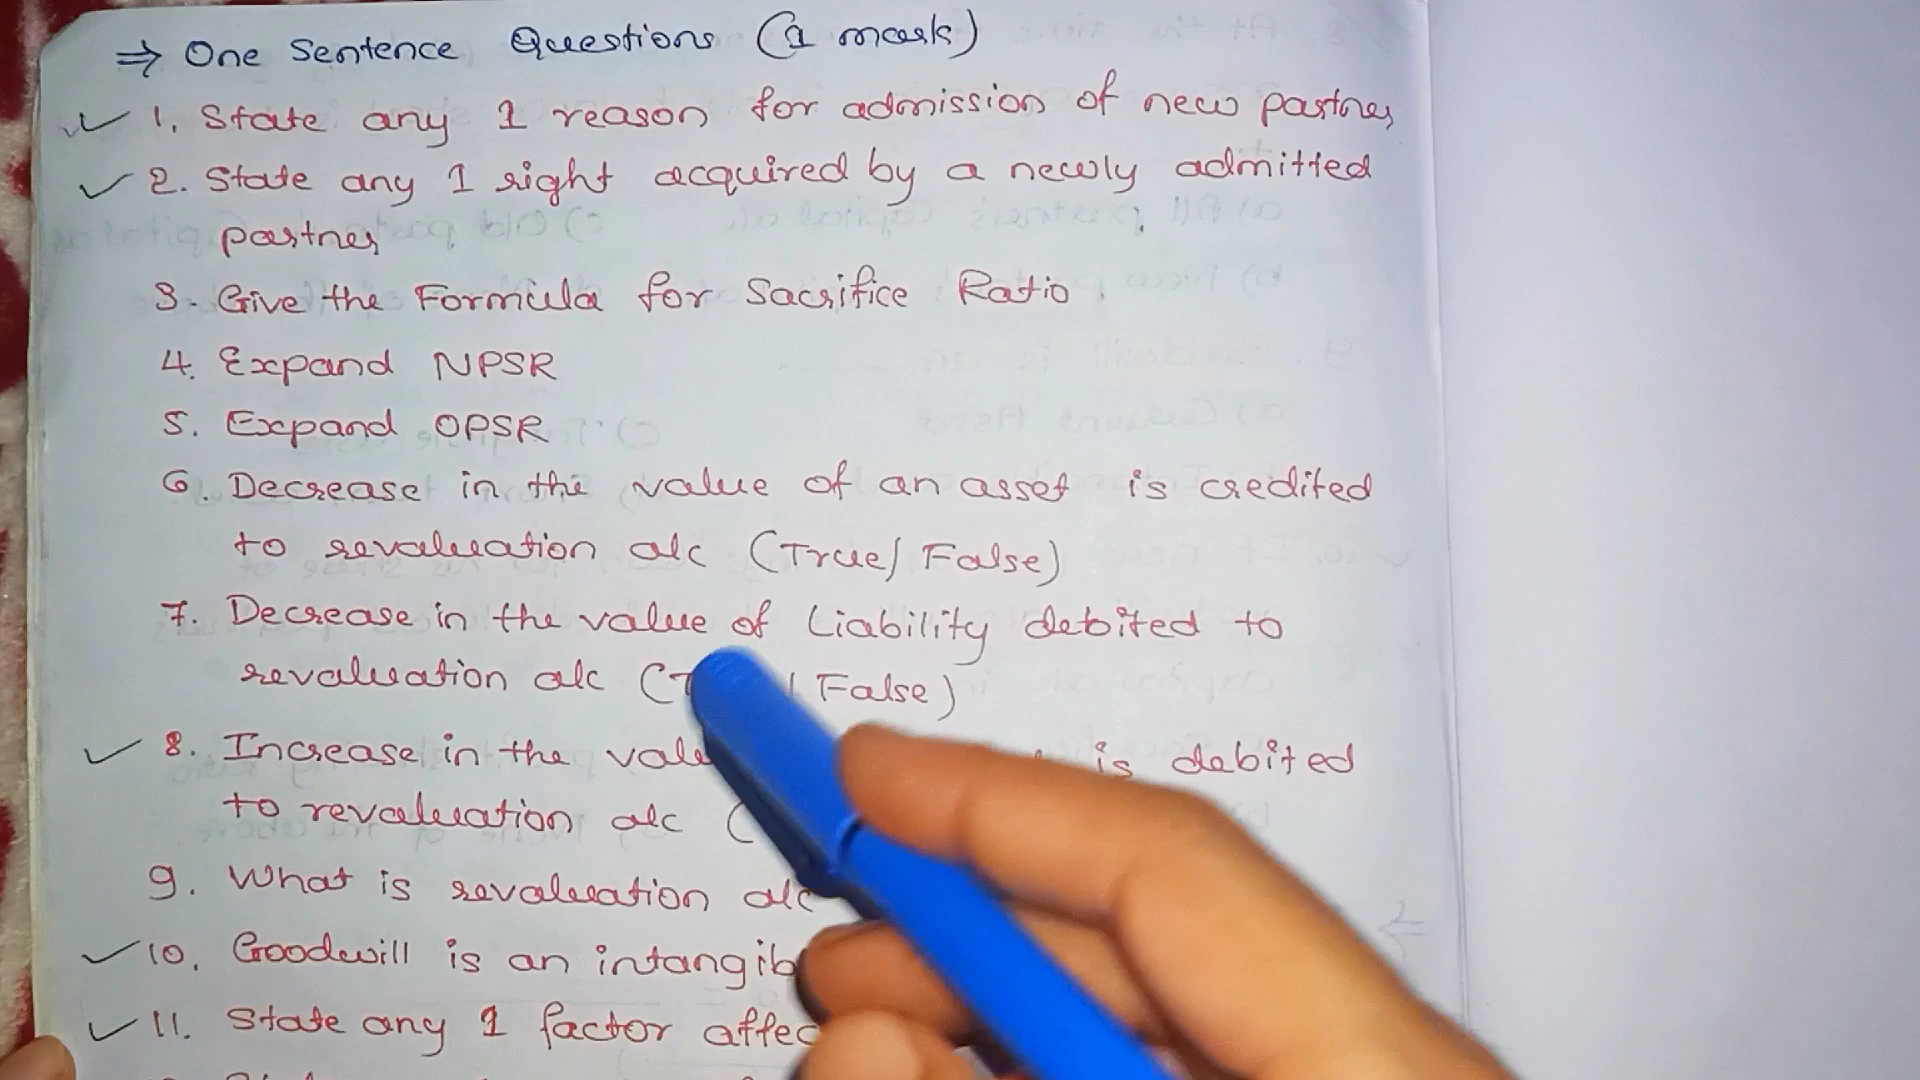 ⇒ One Sentence Questions (1 mark)
1. State any 1 reason for admission of new partner
2. State any 1 right acquired by a newly admitted
partner
3. Give the Formula for Sacrifice Ratio
4. Expand NPSR
5. Expand OPSR
6. Decrease in the value of an asset is credited
to revaluation a/c (True/ False)
7. Decrease in the value of Liability debited to
revaluation a/c ( / False)
8. Increase in the is debited
to revaluation a/c (
9. What is revaluation a/c
10. Goodwill is an
11. State any 1 factor